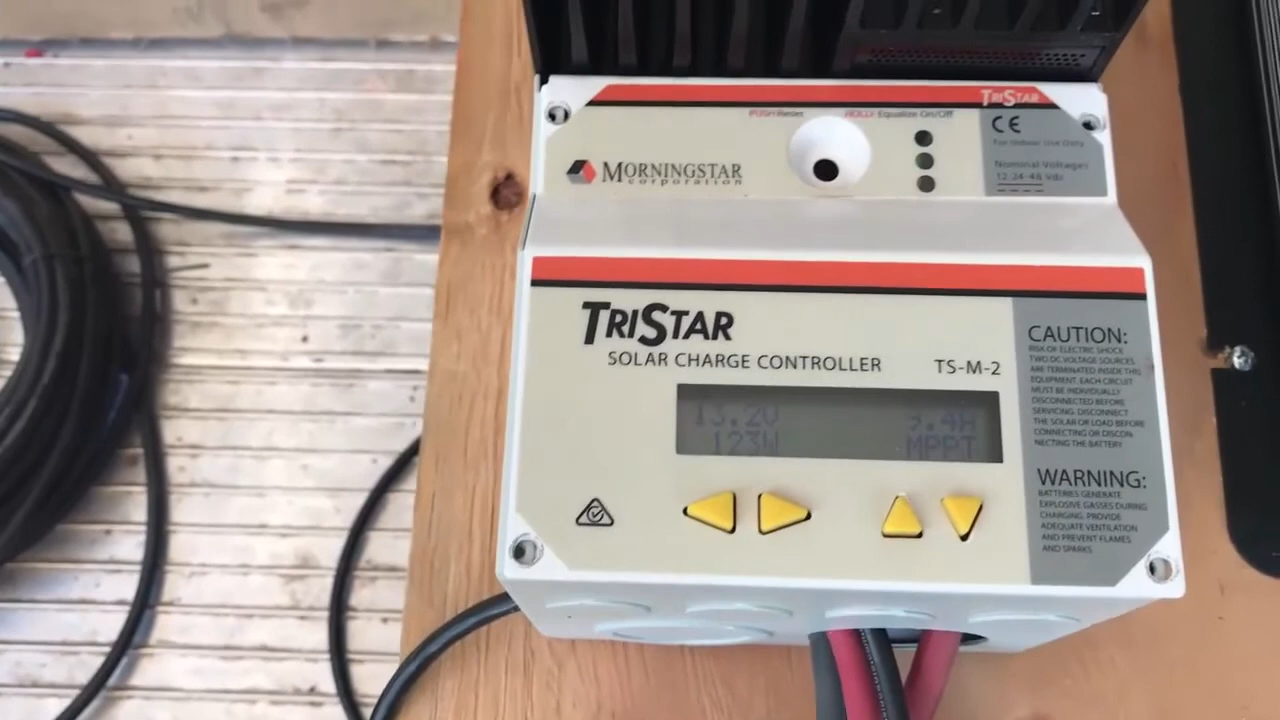 TRISTAR
PUSH-Reset HOLD-Equalize On/Off
CE
For Indoor Use Only
MORNINGSTAR
corporation
Nominal Voltages
12-24-48 Vdc
TRISTAR
SOLAR CHARGE CONTROLLER
TS-M-2
13.2V
123W MPPT
CAUTION:
RISK OF ELECTRIC SHOCK
TWO DC VOLTAGE SOURCES
ARE TERMINATED INSIDE THIS
EQUIPMENT. EACH CIRCUIT
MUST BE INDIVIDUALLY
DISCONNECTED BEFORE
SERVICING. DISCONNECT
THE SOLAR OR LOAD BEFORE
CONNECTING OR DISCON-
NECTING THE BATTERY
WARNING:
BATTERIES GENERATE
EXPLOSIVE GASSES DURING
CHARGING. PROVIDE
ADEQUATE VENTILATION
AND PREVENT FLAMES
AND SPARKS.